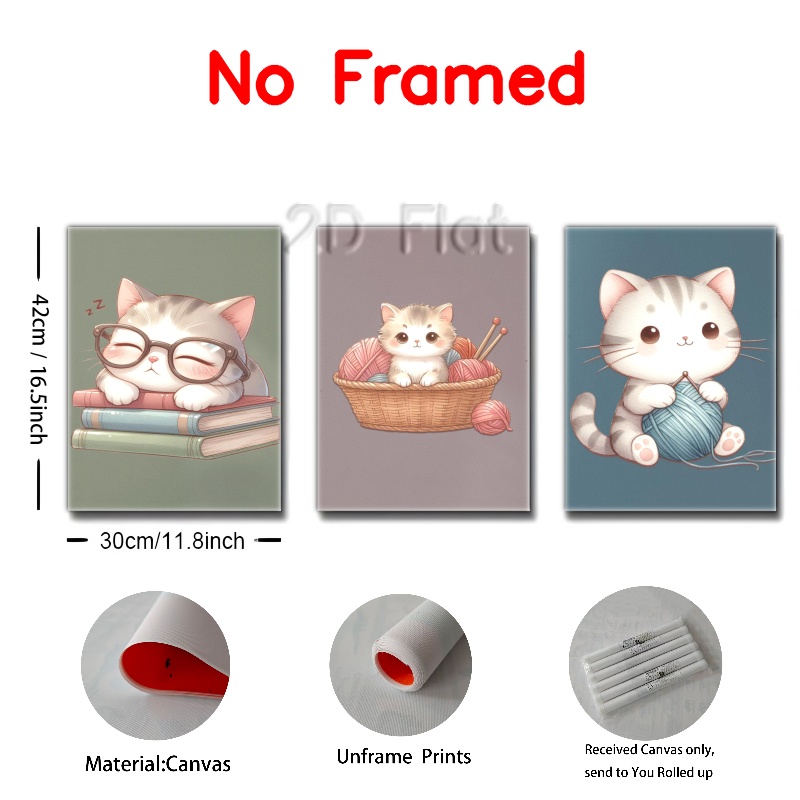 No Framed
2D Flat
zz
42cm / 16.5inch
30cm/11.8inch
Material:Canvas
Unframe Prints
Received Canvas only,
send to You Rolled up